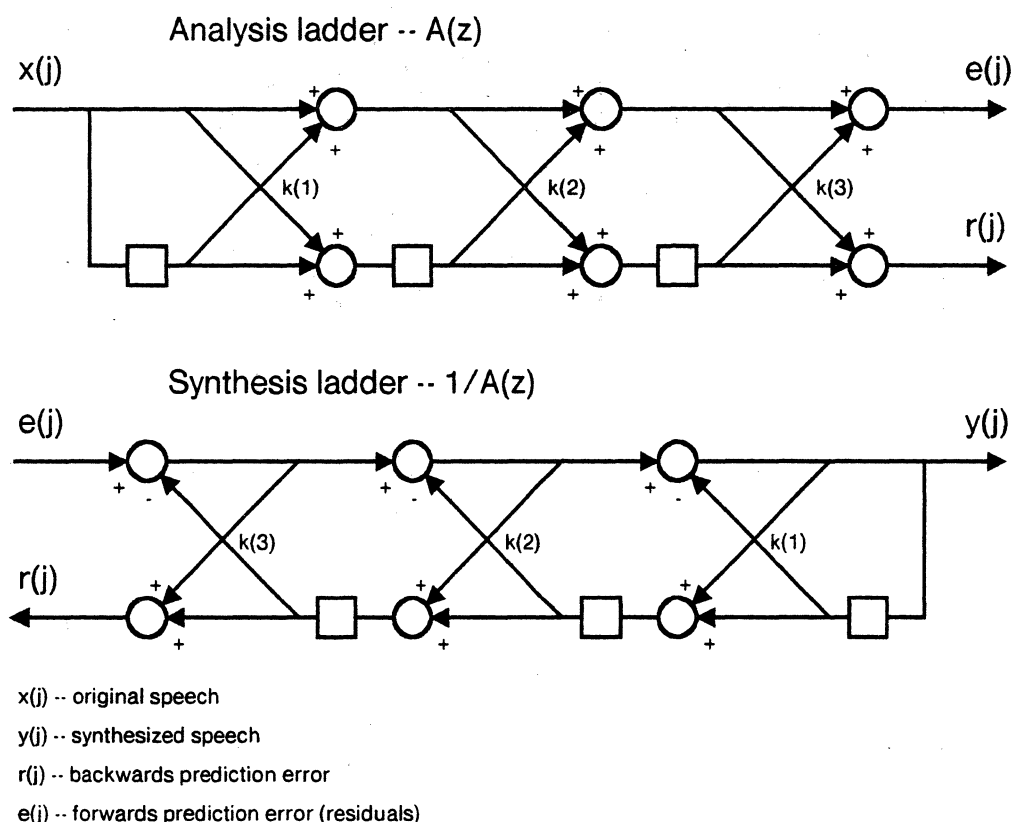 Analysis ladder -- A(z)
x(j)
e(j)
+
+
+
+
+
+
k(1)
k(2)
k(3)
r(j)
+
+
+
+
+
+
Synthesis ladder -- 1/A(z)
e(j)
y(j)
+
-
+
-
+
-
k(3)
k(2)
k(1)
r(j)
+
+
+
+
+
+
x(j) -- original speech
y(j) -- synthesized speech
r(j) -- backwards prediction error
e(j) -- forwards prediction error (residuals)